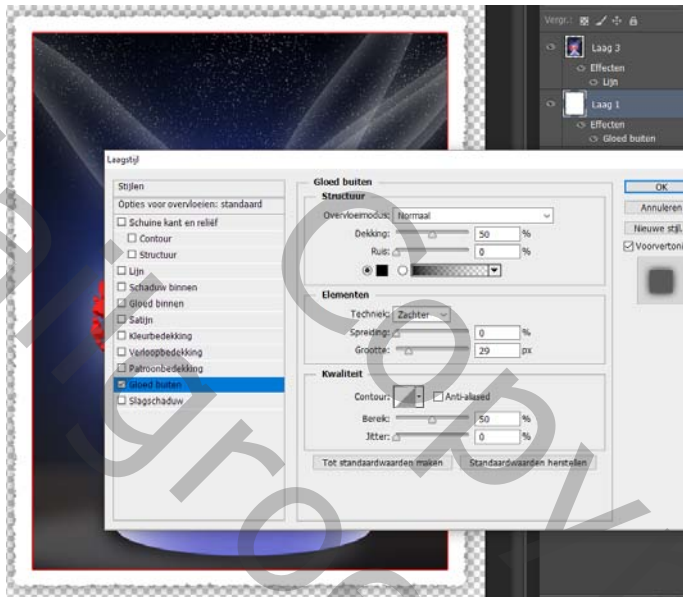 Vergr.:
Laag 3
Effecten
Lijn
Laag 1
Effecten
Gloed buiten
Laagstijl
Stijlen
Opties voor overvloeien: standaard
Schuine kant en reliëf
Contour
Structuur
Lijn
Schaduw binnen
Gloed binnen
Satijn
Kleurbedekking
Verloopbedekking
Patroonbedekking
Gloed buiten
Slagschaduw
Gloed buiten
Structuur
Overvloeimodus: Normaal
Dekking: 50 %
Ruis: 0 %
Elementen
Techniek: Zachter
Spreiding: 0 %
Grootte: 29 px
Kwaliteit
Contour: Anti-aliased
Bereik: 50 %
Jitter: 0 %
Tot standaardwaarden maken Standaardwaarden herstellen
OK
Annuleren
Nieuwe stijl.
Voorvertoni
Copy